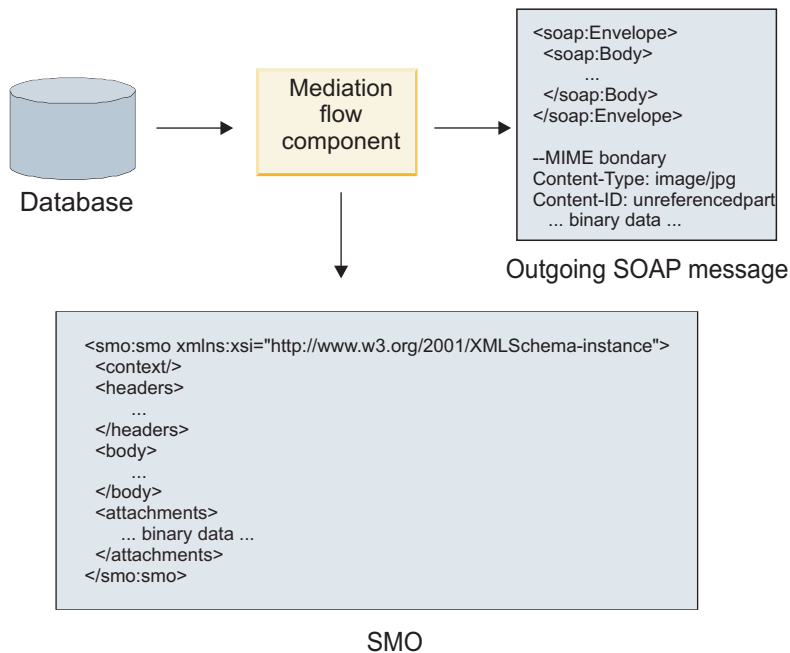 Database
Mediation
flow
component
<soap:Envelope>
<soap:Body>
...
</soap:Body>
</soap:Envelope>
--MIME bondary
Content-Type: image/jpg
Content-ID: unreferencedpart
... binary data ...
Outgoing SOAP message
<smo:smo xmlns:xsi="http://www.w3.org/2001/XMLSchema-instance">
<context/>
<headers>
...
</headers>
<body>
...
</body>
<attachments>
... binary data ...
</attachments>
</smo:smo>
SMO